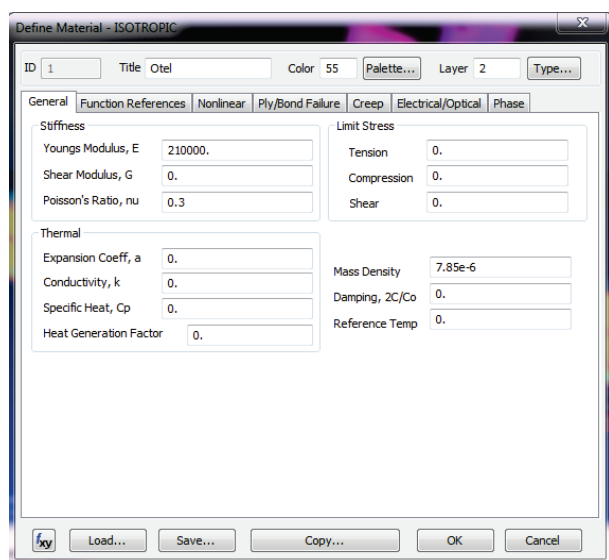 Define Material - ISOTROPIC
ID 1 Title Otel Color 55 Palette... Layer 2 Type...
General Function References Nonlinear Ply/Bond Failure Creep Electrical/Optical Phase
Stiffness
Youngs Modulus, E 210000.
Shear Modulus, G 0.
Poisson's Ratio, nu 0.3
Limit Stress
Tension 0.
Compression 0.
Shear 0.
Thermal
Expansion Coeff, a 0.
Conductivity, k 0.
Specific Heat, Cp 0.
Heat Generation Factor 0.
Mass Density 7.85e-6
Damping, 2C/Co 0.
Reference Temp 0.
fxy Load... Save... Copy... OK Cancel